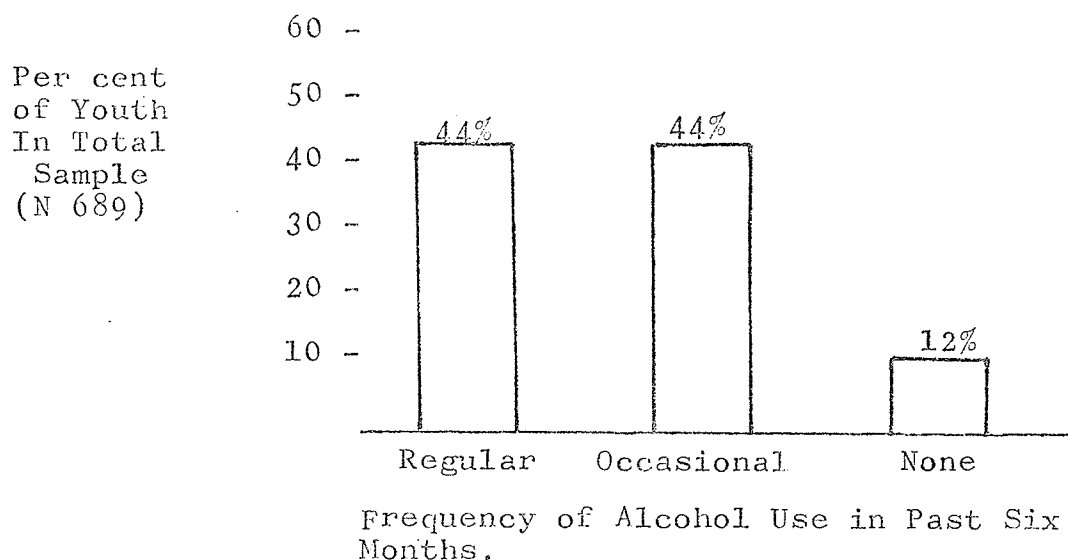 Per cent
of Youth
In Total
Sample
(N 689)
60 -
50 -
40 -
30 -
20 -
10 -
44%
44%
12%
Regular Occasional None
Frequency of Alcohol Use in Past Six
Months.